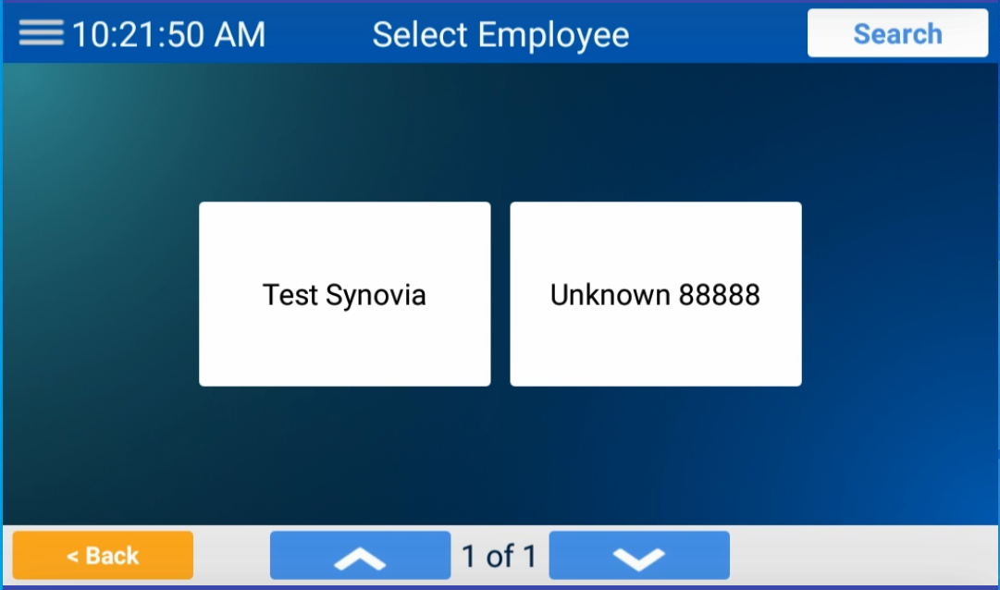 10:21:50 AM Select Employee Search
Test Synovia Unknown 88888
< Back 1 of 1